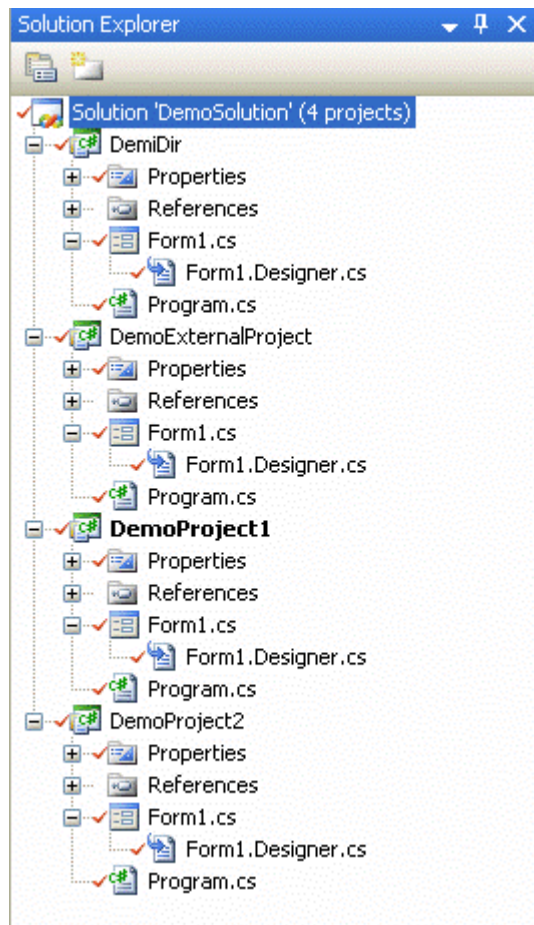 Solution Explorer
Solution 'DemoSolution' (4 projects)
DemiDir
Properties
References
Form1.cs
Form1.Designer.cs
Program.cs
DemoExternalProject
Properties
References
Form1.cs
Form1.Designer.cs
Program.cs
DemoProject1
Properties
References
Form1.cs
Form1.Designer.cs
Program.cs
DemoProject2
Properties
References
Form1.cs
Form1.Designer.cs
Program.cs